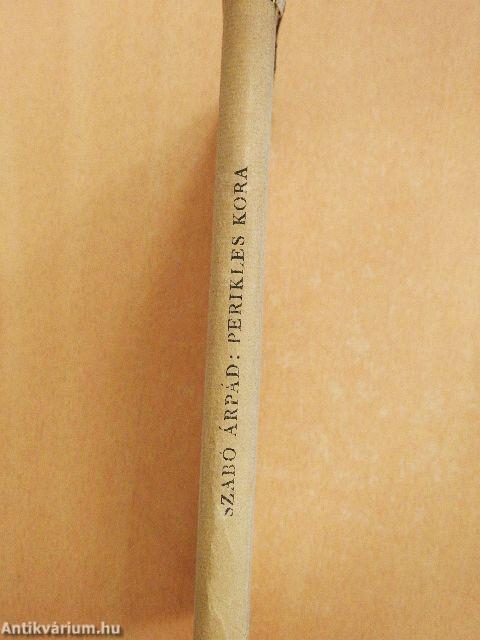 SZABÓ ÁRPÁD: PERIKLES KORA
Antikvárium.hu